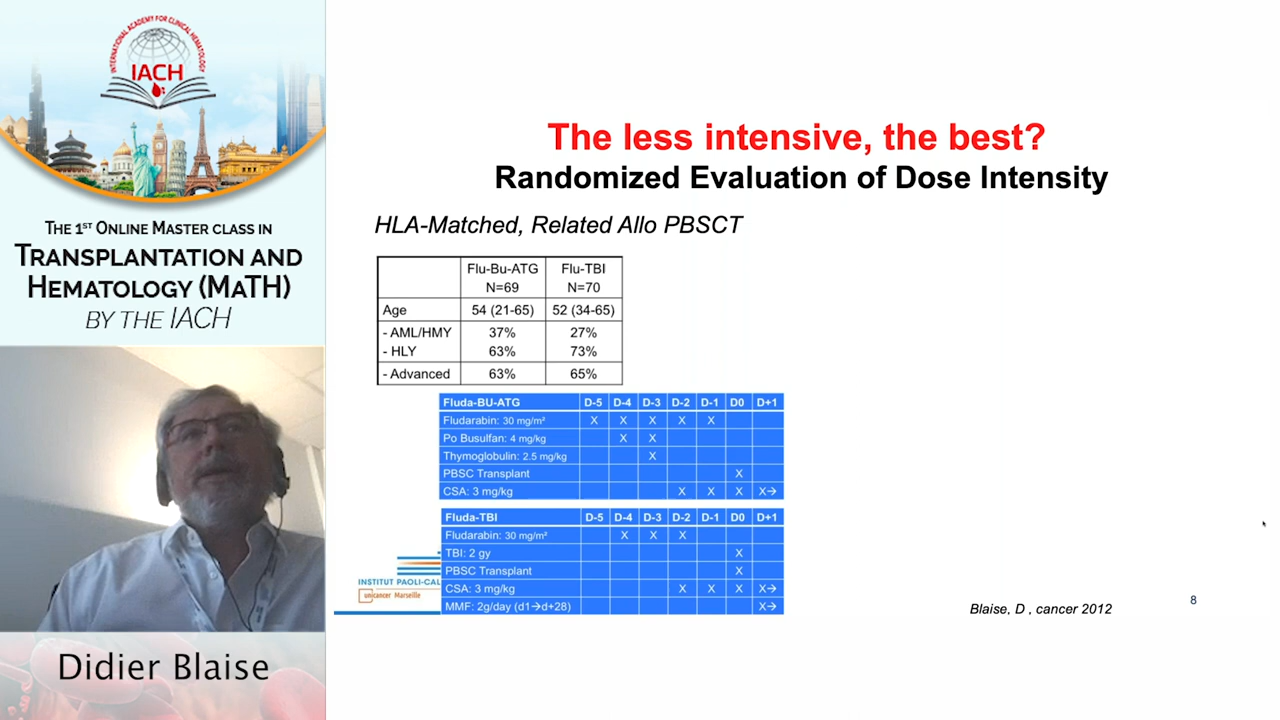 INTERNATIONAL ACADEMY FOR CLINICAL HEMATOLOGY
IACH
THE 1ST ONLINE MASTER CLASS IN
TRANSPLANTATION AND
HEMATOLOGY (MATH)
BY THE IACH
Didier Blaise
The less intensive, the best?
Randomized Evaluation of Dose Intensity
HLA-Matched, Related Allo PBSCT
Flu-Bu-ATG Flu-TBI
N=69 N=70
Age 54 (21-65) 52 (34-65)
- AML/HMY 37% 27%
- HLY 63% 73%
- Advanced 63% 65%
Fluda-BU-ATG D-5 D-4 D-3 D-2 D-1 D0 D+1
Fludarabin: 30 mg/m² X X X X X
Po Busulfan: 4 mg/kg X X
Thymoglobulin: 2.5 mg/kg X
PBSC Transplant X
CSA: 3 mg/kg X X X X→
Fluda-TBI D-5 D-4 D-3 D-2 D-1 D0 D+1
Fludarabin: 30 mg/m² X X X
TBI: 2 gy X
PBSC Transplant X
CSA: 3 mg/kg X X X X→
MMF: 2g/day (d1→d+28) X→
INSTITUT PAOLI-CAL
unicancer Marseille
Blaise, D , cancer 2012
8